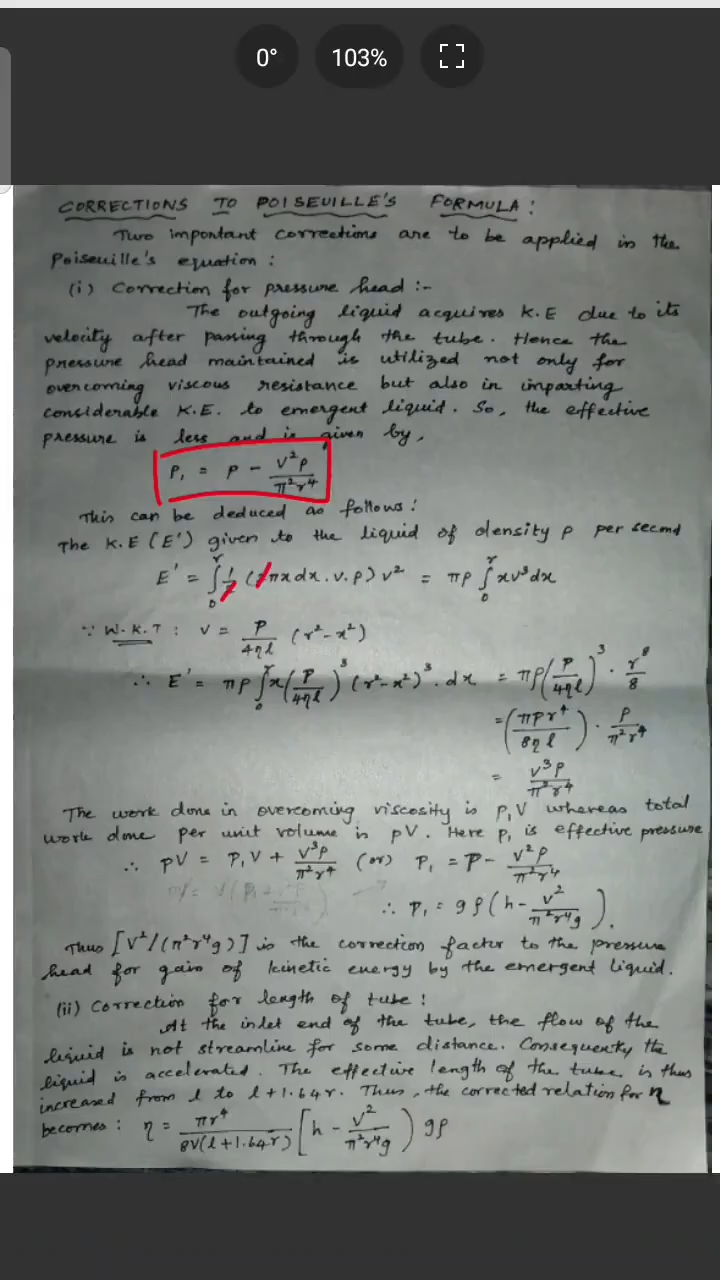 0°
103%
CORRECTIONS TO POISEUILLE'S FORMULA :
Two important corrections are to be applied in the
Poiseuille's equation :
(i) Correction for pressure head :-
The outgoing liquid acquires K.E due to its
velocity after passing through the tube. Hence the
pressure head maintained is utilized not only for
overcoming viscous resistance but also in imparting
considerable K.E. to emergent liquid. So, the effective
pressure is less and is given by,
P₁ = P - V²ρ/π²r⁴
This can be deduced as follows :
The K.E (E') given to the liquid of density ρ per second
E' = ∫₀ʳ 1/2 (2πx dx . v . ρ) v² = πρ ∫₀ʳ x v³ dx
∵ W.K.T : v = P/4ηl (r² - x²)
∴ E' = πρ ∫₀ʳ x (P/4ηl)³ (r² - x²)³ . dx = πρ (P/4ηl)³ . r⁸/8
= (πPr⁴/8ηl) . ρ/π²r⁴
= V³ρ/π²r⁴
The work done in overcoming viscosity is P₁V whereas total
work done per unit volume is pV. Here p₁ is effective pressure
∴ pV = P₁V + V³ρ/π²r⁴ (or) P₁ = P - V²ρ/π²r⁴
∴ P₁ = gρ (h - V²/π²r⁴g).
Thus [V²/(π²r⁴g)] is the correction factor to the pressure
head for gain of kinetic energy by the emergent liquid.
(ii) Correction for length of tube :
At the inlet end of the tube, the flow of the
liquid is not streamline for some distance. Consequenty the
liquid is accelerated. The effective length of the tube is thus
increased from l to l + 1.64r. Thus, the corrected relation for η
becomes : η = πr⁴/8V(l + 1.64r) [h - V²/π²r⁴g) gρ